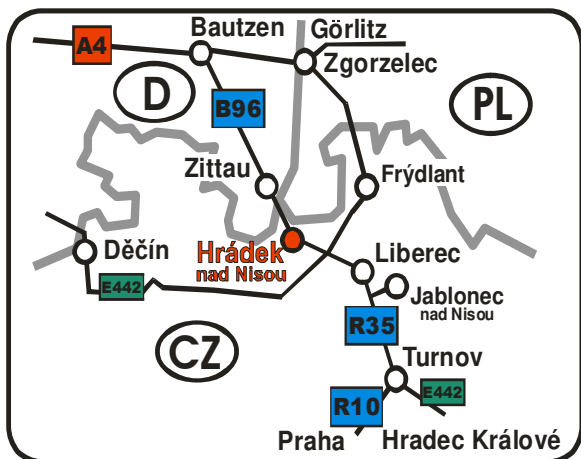 Bautzen
Görlitz
A4
Zgorzelec
D
PL
B96
Zittau
Frýdlant
Děčín
Hrádek
nad Nisou
Liberec
E442
Jablonec
nad Nisou
R35
CZ
Turnov
E442
R10
Praha
Hradec Králové